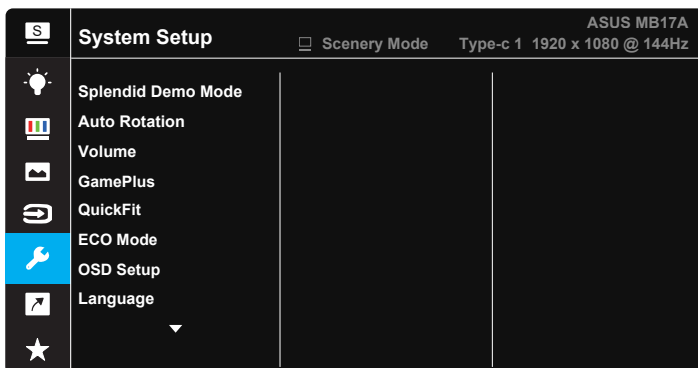 S
ASUS MB17A
System Setup
Scenery Mode Type-c 1 1920 x 1080 @ 144Hz
Splendid Demo Mode
Auto Rotation
Volume
GamePlus
QuickFit
ECO Mode
OSD Setup
Language